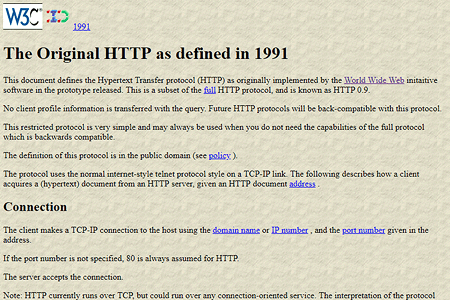 W3C 1991
The Original HTTP as defined in 1991
This document defines the Hypertext Transfer protocol (HTTP) as originally implemented by the World Wide Web initaitive
software in the prototype released. This is a subset of the full HTTP protocol, and is known as HTTP 0.9.
No client profile information is transferred with the query. Future HTTP protocols will be back-compatible with this protocol.
This restricted protocol is very simple and may always be used when you do not need the capabilities of the full protocol
which is backwards compatible.
The definition of this protocol is in the public domain (see policy ).
The protocol uses the normal internet-style telnet protocol style on a TCP-IP link. The following describes how a client
acquires a (hypertext) document from an HTTP server, given an HTTP document address .
Connection
The client makes a TCP-IP connection to the host using the domain name or IP number , and the port number given in the
address.
If the port number is not specified, 80 is always assumed for HTTP.
The server accepts the connection.
Note: HTTP currently runs over TCP, but could run over any connection-oriented service. The interpretation of the protocol